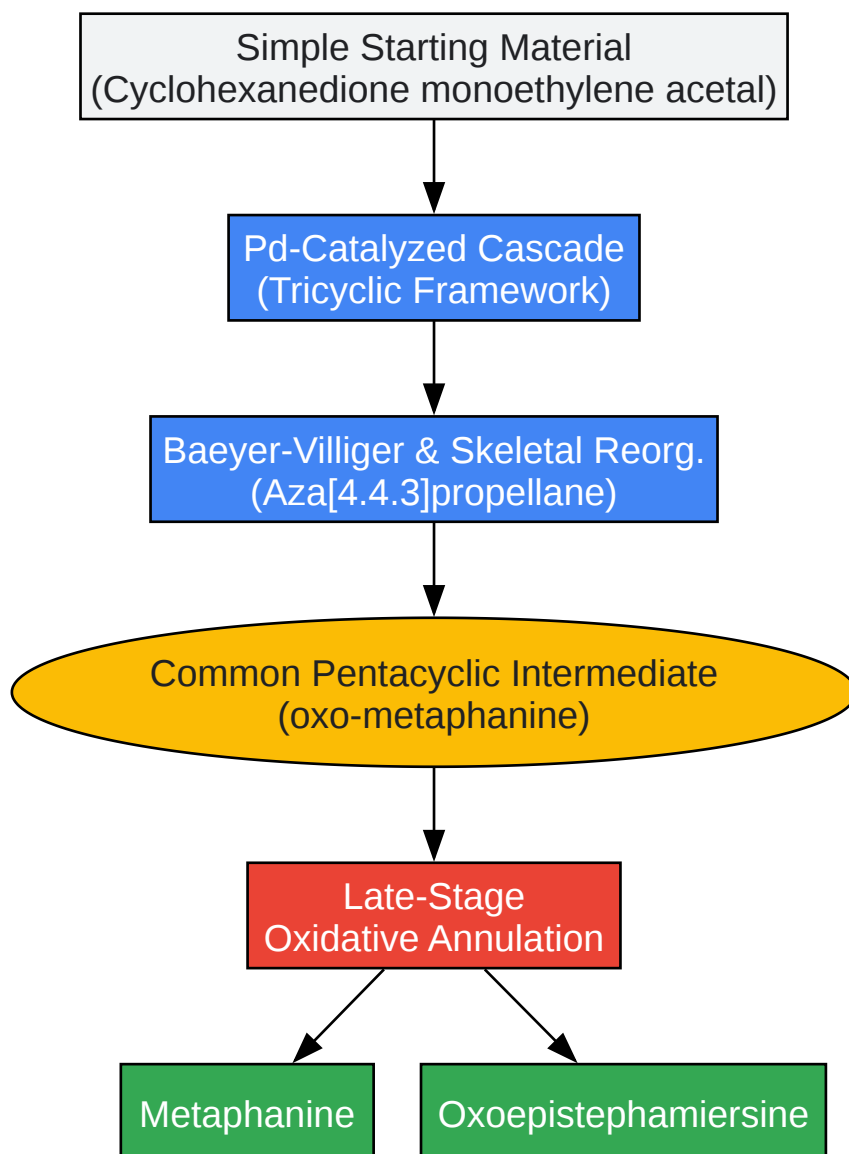 Simple Starting Material
(Cyclohexanedione monoethylene acetal)
Pd-Catalyzed Cascade
(Tricyclic Framework)
Baeyer-Villiger & Skeletal Reorg.
(Aza[4.4.3]propellane)
Common Pentacyclic Intermediate
(oxo-metaphanine)
Late-Stage
Oxidative Annulation
Metaphanine
Oxoepistephamiersine